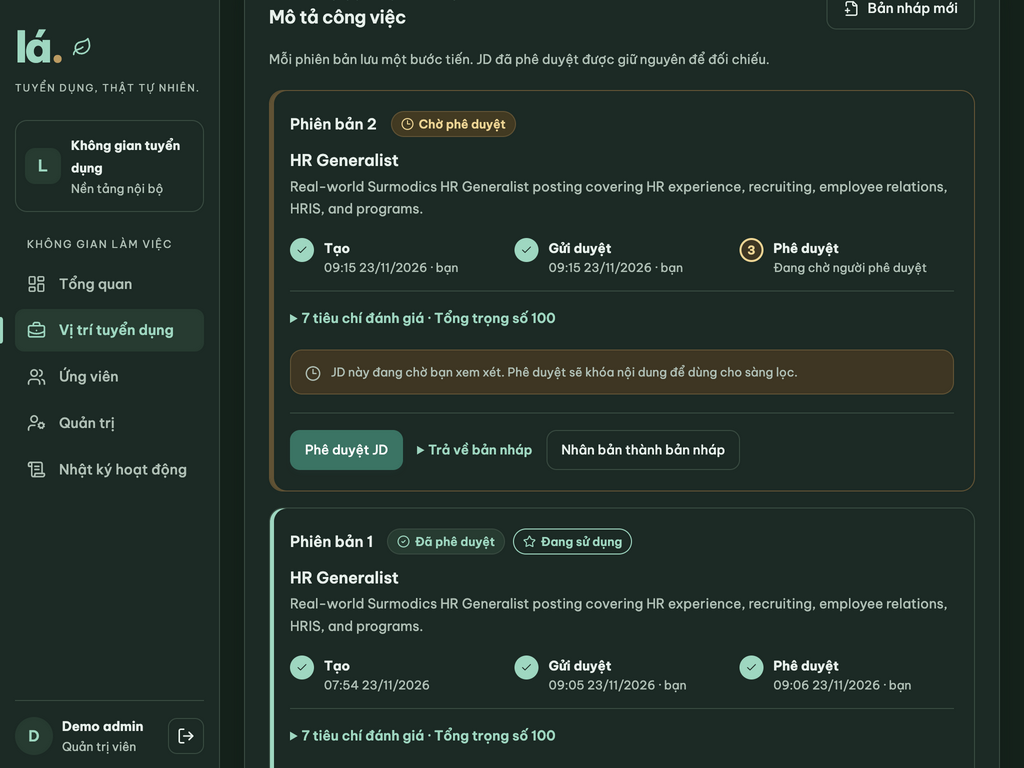 lá.
TUYỂN DỤNG, THẬT TỰ NHIÊN.
L
Không gian tuyển
dụng
Nền tảng nội bộ
KHÔNG GIAN LÀM VIỆC
Tổng quan
Vị trí tuyển dụng
Ứng viên
Quản trị
Nhật ký hoạt động
D
Demo admin
Quản trị viên
Mô tả công việc
Bản nháp mới
Mỗi phiên bản lưu một bước tiến. JD đã phê duyệt được giữ nguyên để đối chiếu.
Phiên bản 2
Chờ phê duyệt
HR Generalist
Real-world Surmodics HR Generalist posting covering HR experience, recruiting, employee relations,
HRIS, and programs.
Tạo
09:15 23/11/2026 · bạn
Gửi duyệt
09:15 23/11/2026 · bạn
3
Phê duyệt
Đang chờ người phê duyệt
7 tiêu chí đánh giá · Tổng trọng số 100
JD này đang chờ bạn xem xét. Phê duyệt sẽ khóa nội dung để dùng cho sàng lọc.
Phê duyệt JD
Trả về bản nháp
Nhân bản thành bản nháp
Phiên bản 1
Đã phê duyệt
Đang sử dụng
HR Generalist
Real-world Surmodics HR Generalist posting covering HR experience, recruiting, employee relations,
HRIS, and programs.
Tạo
07:54 23/11/2026
Gửi duyệt
09:05 23/11/2026 · bạn
Phê duyệt
09:06 23/11/2026 · bạn
7 tiêu chí đánh giá · Tổng trọng số 100